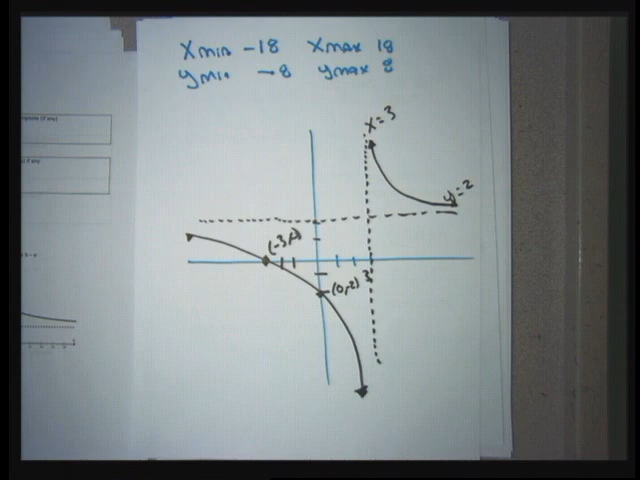 Xmin -18 Xmax 18
ymin -8 ymax 8
x=3
y=2
(-3,0)
3
(0,-2)